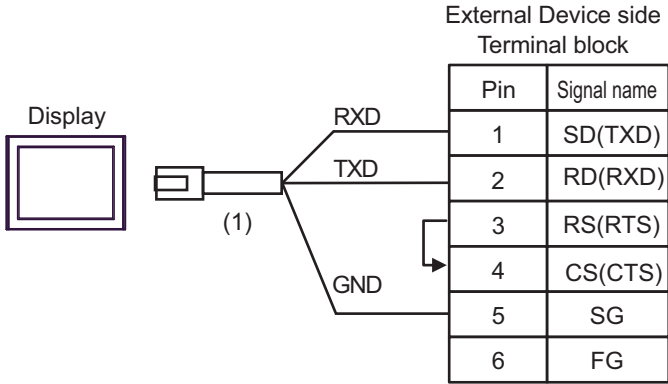 External Device side
Terminal block
Display
(1)
RXD
TXD
GND
Pin Signal name
1 SD(TXD)
2 RD(RXD)
3 RS(RTS)
4 CS(CTS)
5 SG
6 FG